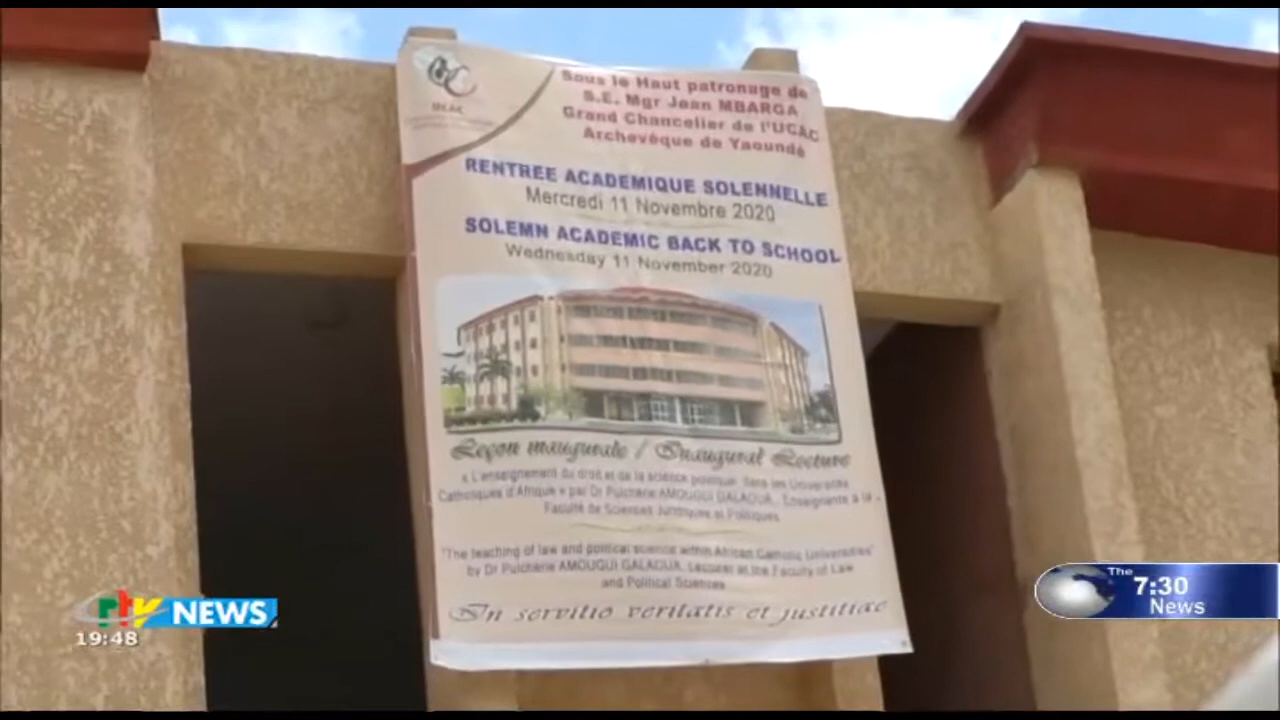 UCAC
Sous le Haut patronage de
S.E. Mgr Jean MBARGA
Grand Chancelier de l'UCAC
Archevêque de Yaoundé
RENTREE ACADEMIQUE SOLENNELLE
Mercredi 11 Novembre 2020
SOLEMN ACADEMIC BACK TO SCHOOL
Wednesday 11 November 2020
Leçon inaugurale / Inaugural Lecture
« L'enseignement du droit et de la science politique dans les Universités
Catholiques d'Afrique » par Dr Pulchérie AMOUGUI GALAOUA, Enseignante à la
Faculté de Sciences Juridiques et Politiques
"The teaching of law and political science within African Catholic Universities"
by Dr Pulchérie AMOUGUI GALAOUA, Lecturer at the Faculty of Law
and Political Sciences
In servitio veritatis et justitiae
rtv NEWS
19:48
The
7:30
News